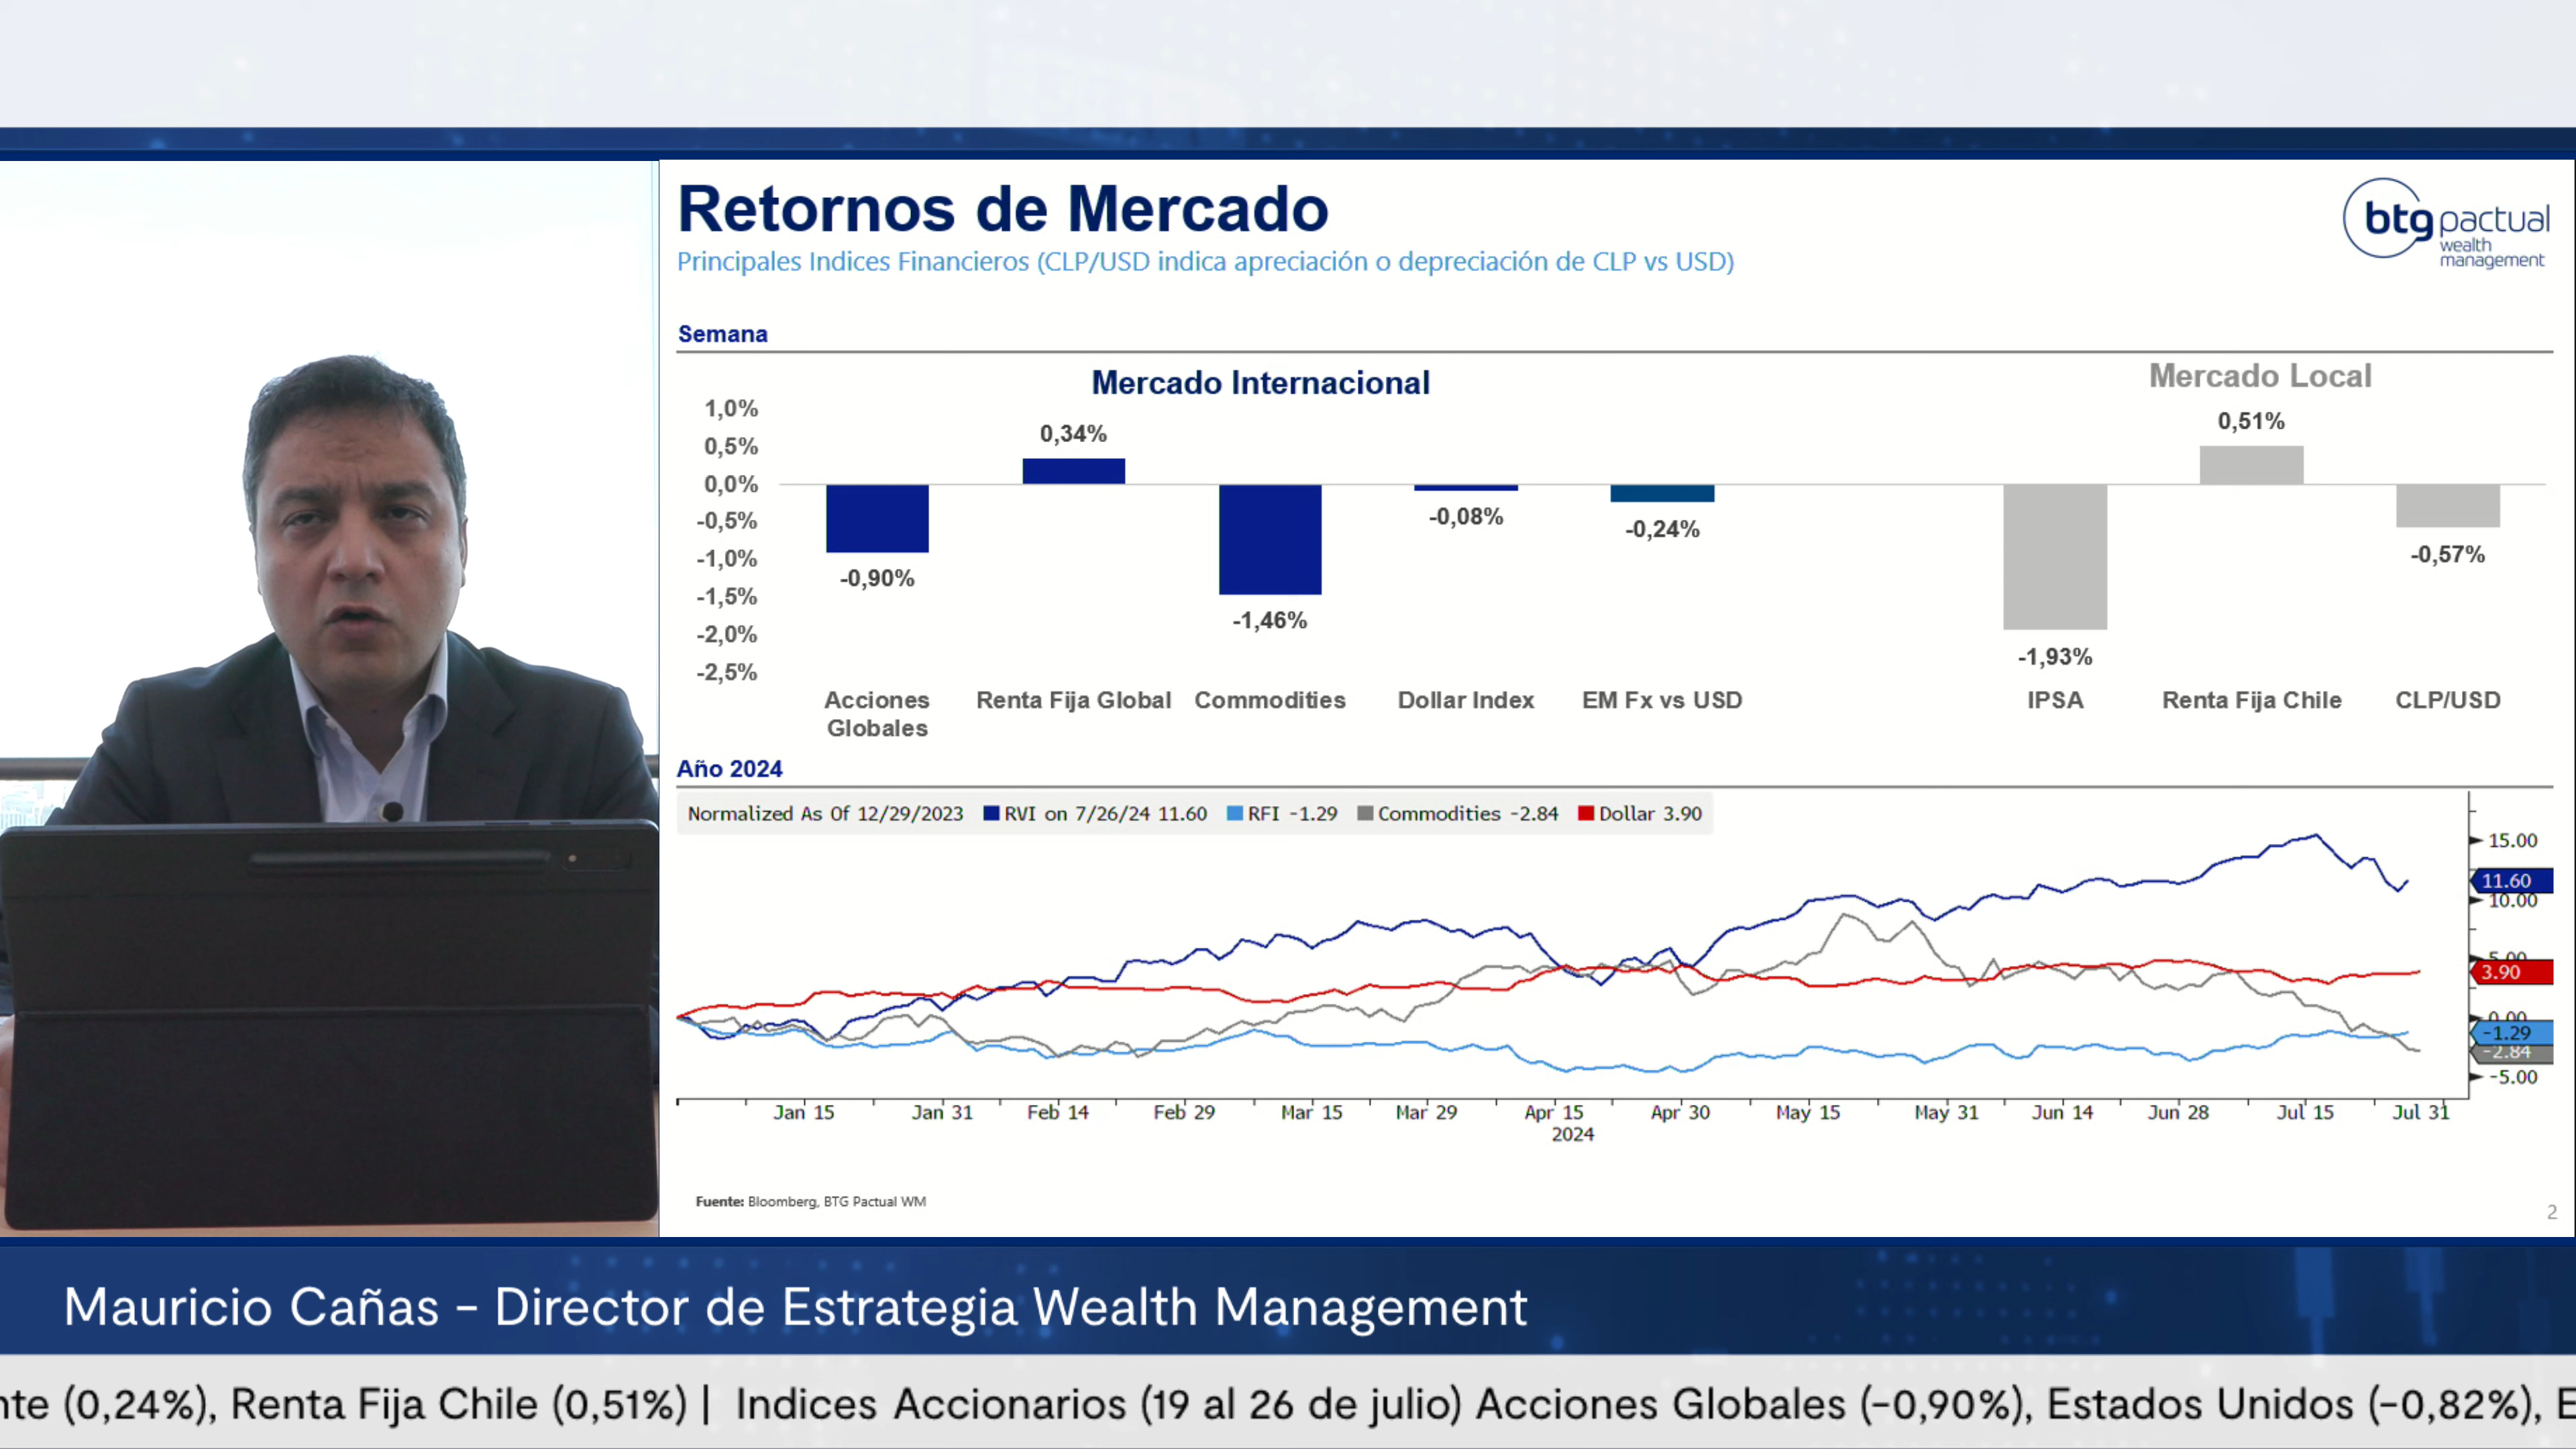 Retornos de Mercado
Principales Indices Financieros (CLP/USD indica apreciación o depreciación de CLP vs USD)
btg pactual
wealth
management
Semana
Mercado Internacional
Mercado Local
1,0%
0,5%
0,0%
-0,5%
-1,0%
-1,5%
-2,0%
-2,5%
-0,90%
0,34%
-1,46%
-0,08%
-0,24%
-1,93%
0,51%
-0,57%
Acciones Globales
Renta Fija Global
Commodities
Dollar Index
EM Fx vs USD
IPSA
Renta Fija Chile
CLP/USD
Año 2024
Normalized As Of 12/29/2023 RVI on 7/26/24 11.60 RFI -1.29 Commodities -2.84 Dollar 3.90
15.00
11.60
10.00
5.00
3.90
0.00
-1.29
-2.84
-5.00
Jan 15 Jan 31 Feb 14 Feb 29 Mar 15 Mar 29 Apr 15 Apr 30 May 15 May 31 Jun 14 Jun 28 Jul 15 Jul 31
2024
Fuente: Bloomberg, BTG Pactual WM
2
Mauricio Cañas - Director de Estrategia Wealth Management
nte (0,24%), Renta Fija Chile (0,51%) | Indices Accionarios (19 al 26 de julio) Acciones Globales (-0,90%), Estados Unidos (-0,82%), E